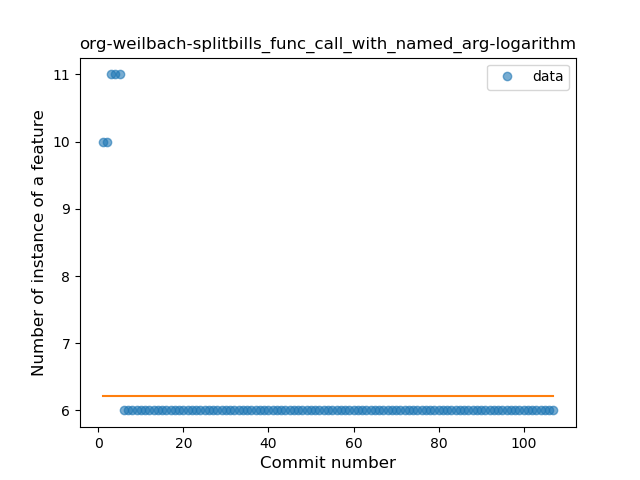 org-weilbach-splitbills_func_call_with_named_arg-logarithm
data
Number of instance of a feature
11
10
9
8
7
6
0 20 40 60 80 100
Commit number